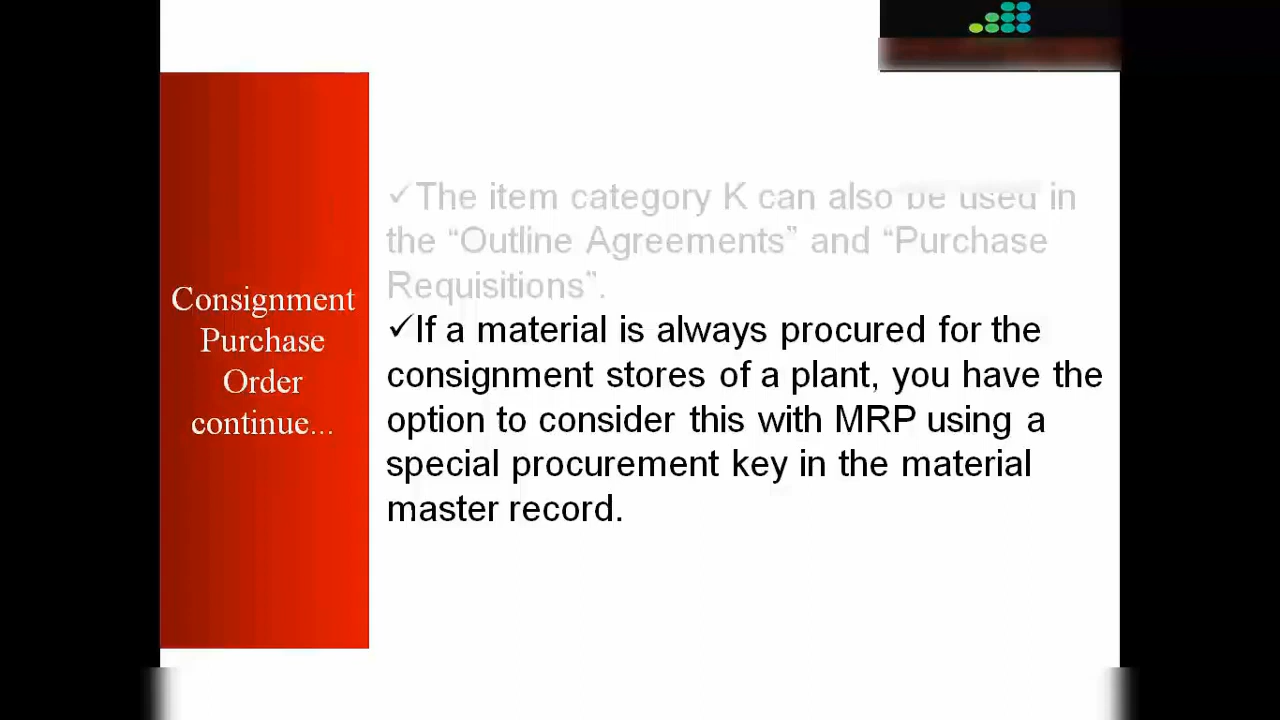 Consignment
Purchase
Order
continue...
✓The item category K can also be used in
the “Outline Agreements” and “Purchase
Requisitions”.
✓If a material is always procured for the
consignment stores of a plant, you have the
option to consider this with MRP using a
special procurement key in the material
master record.